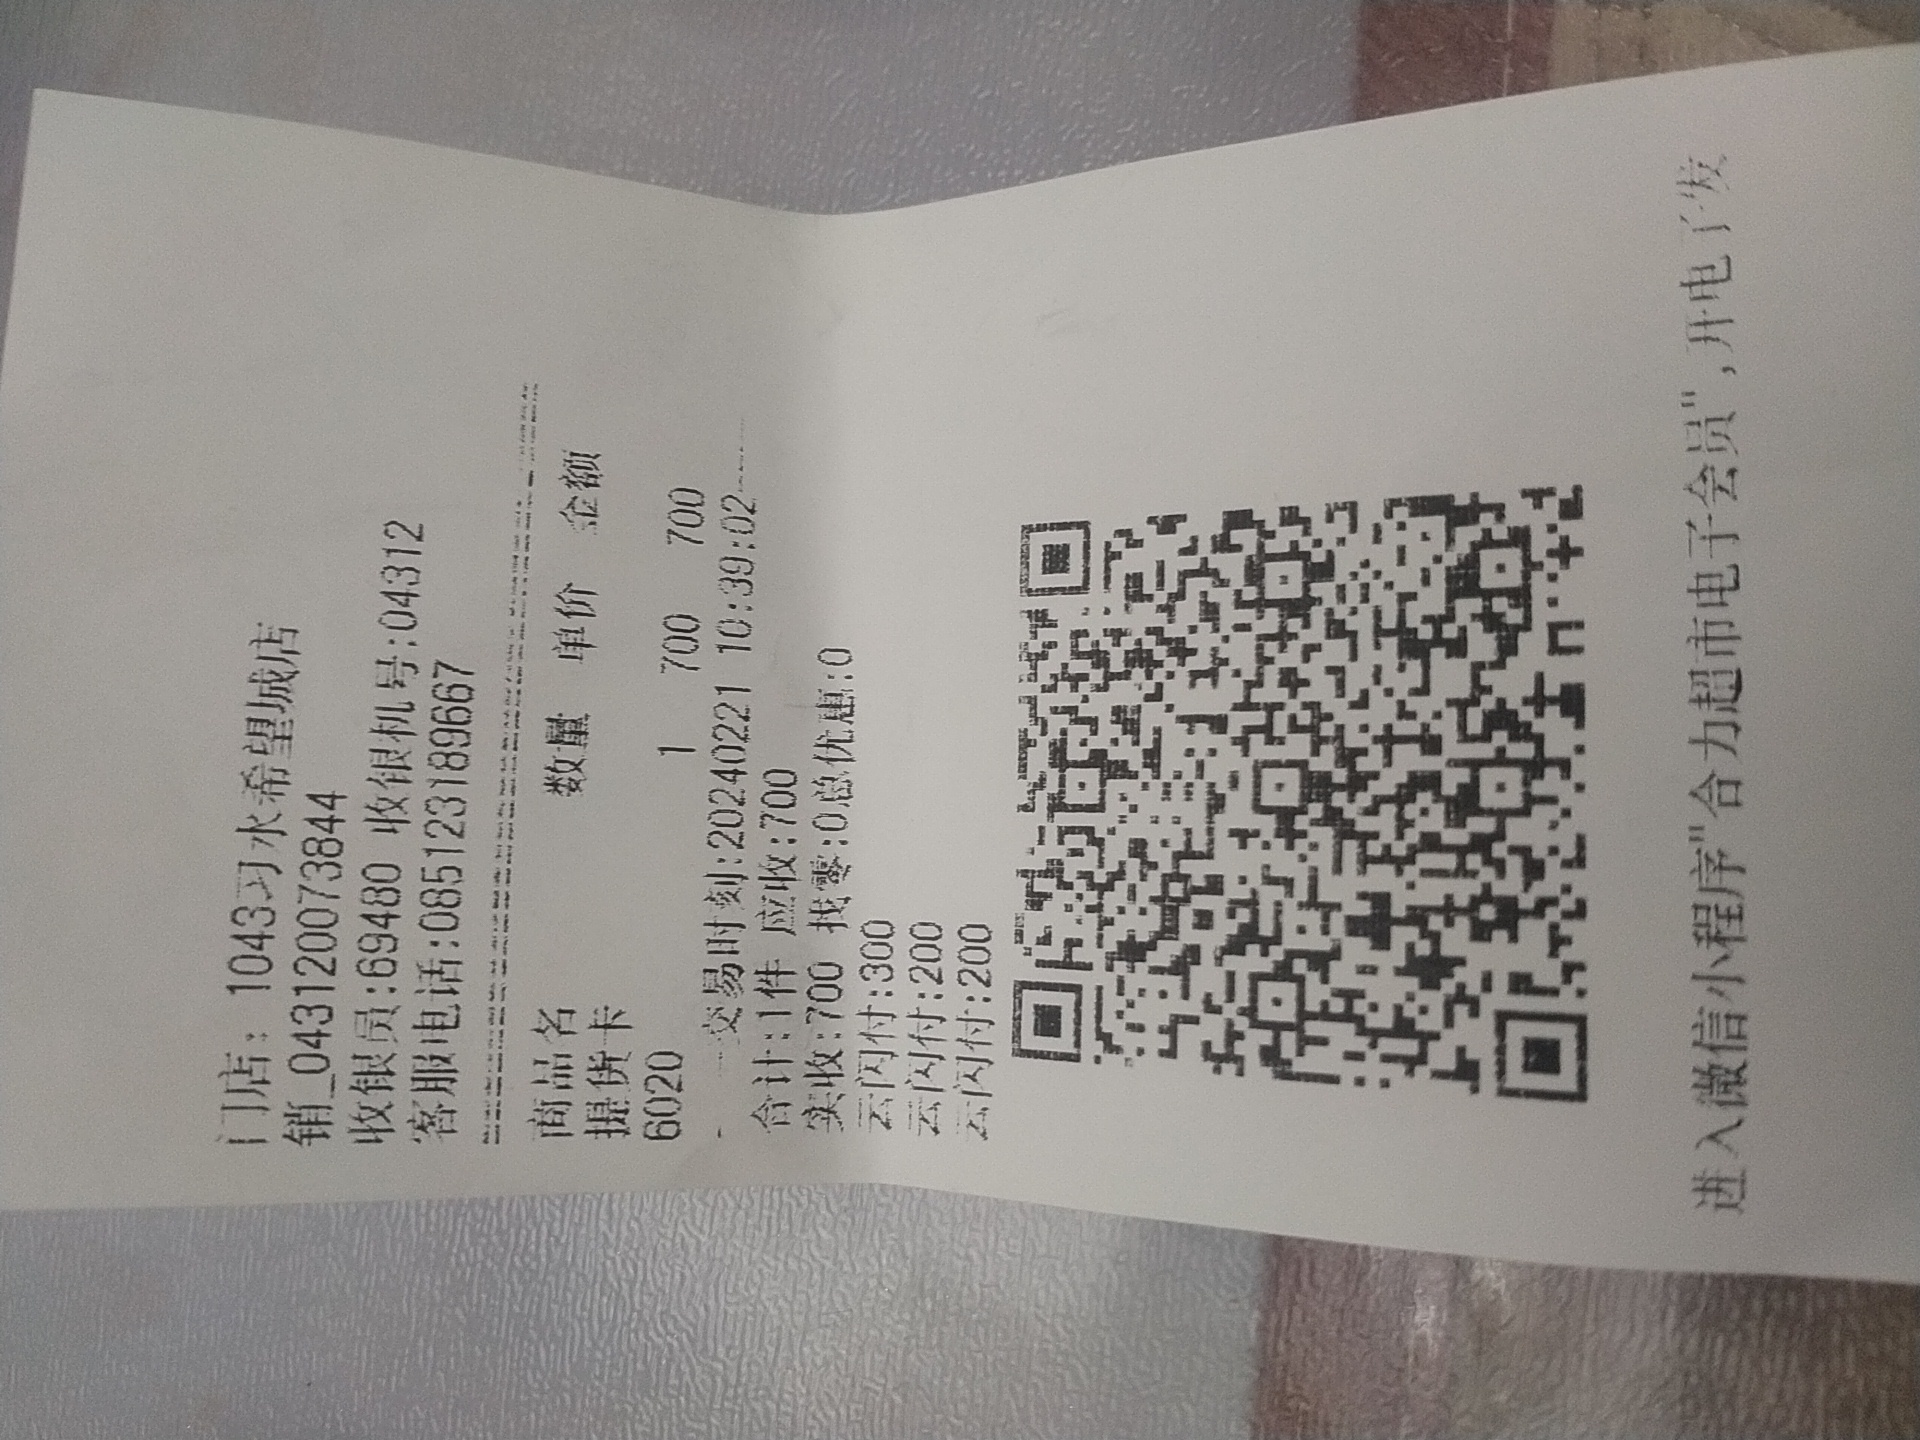 门店: 1043习水希望城店
销_043120073844
收银员:69480 收银机号:04312
客服电话:085123189667
商品名 数量 单价 金额
提货卡
6020 1 700 700
交易时刻:20240221 10:39:02
合计:1件 应收:700
实收:700 找零:0总优惠:0
云闪付:300
云闪付:200
云闪付:200
进入微信小程序"合力超市电子会员",开电子发